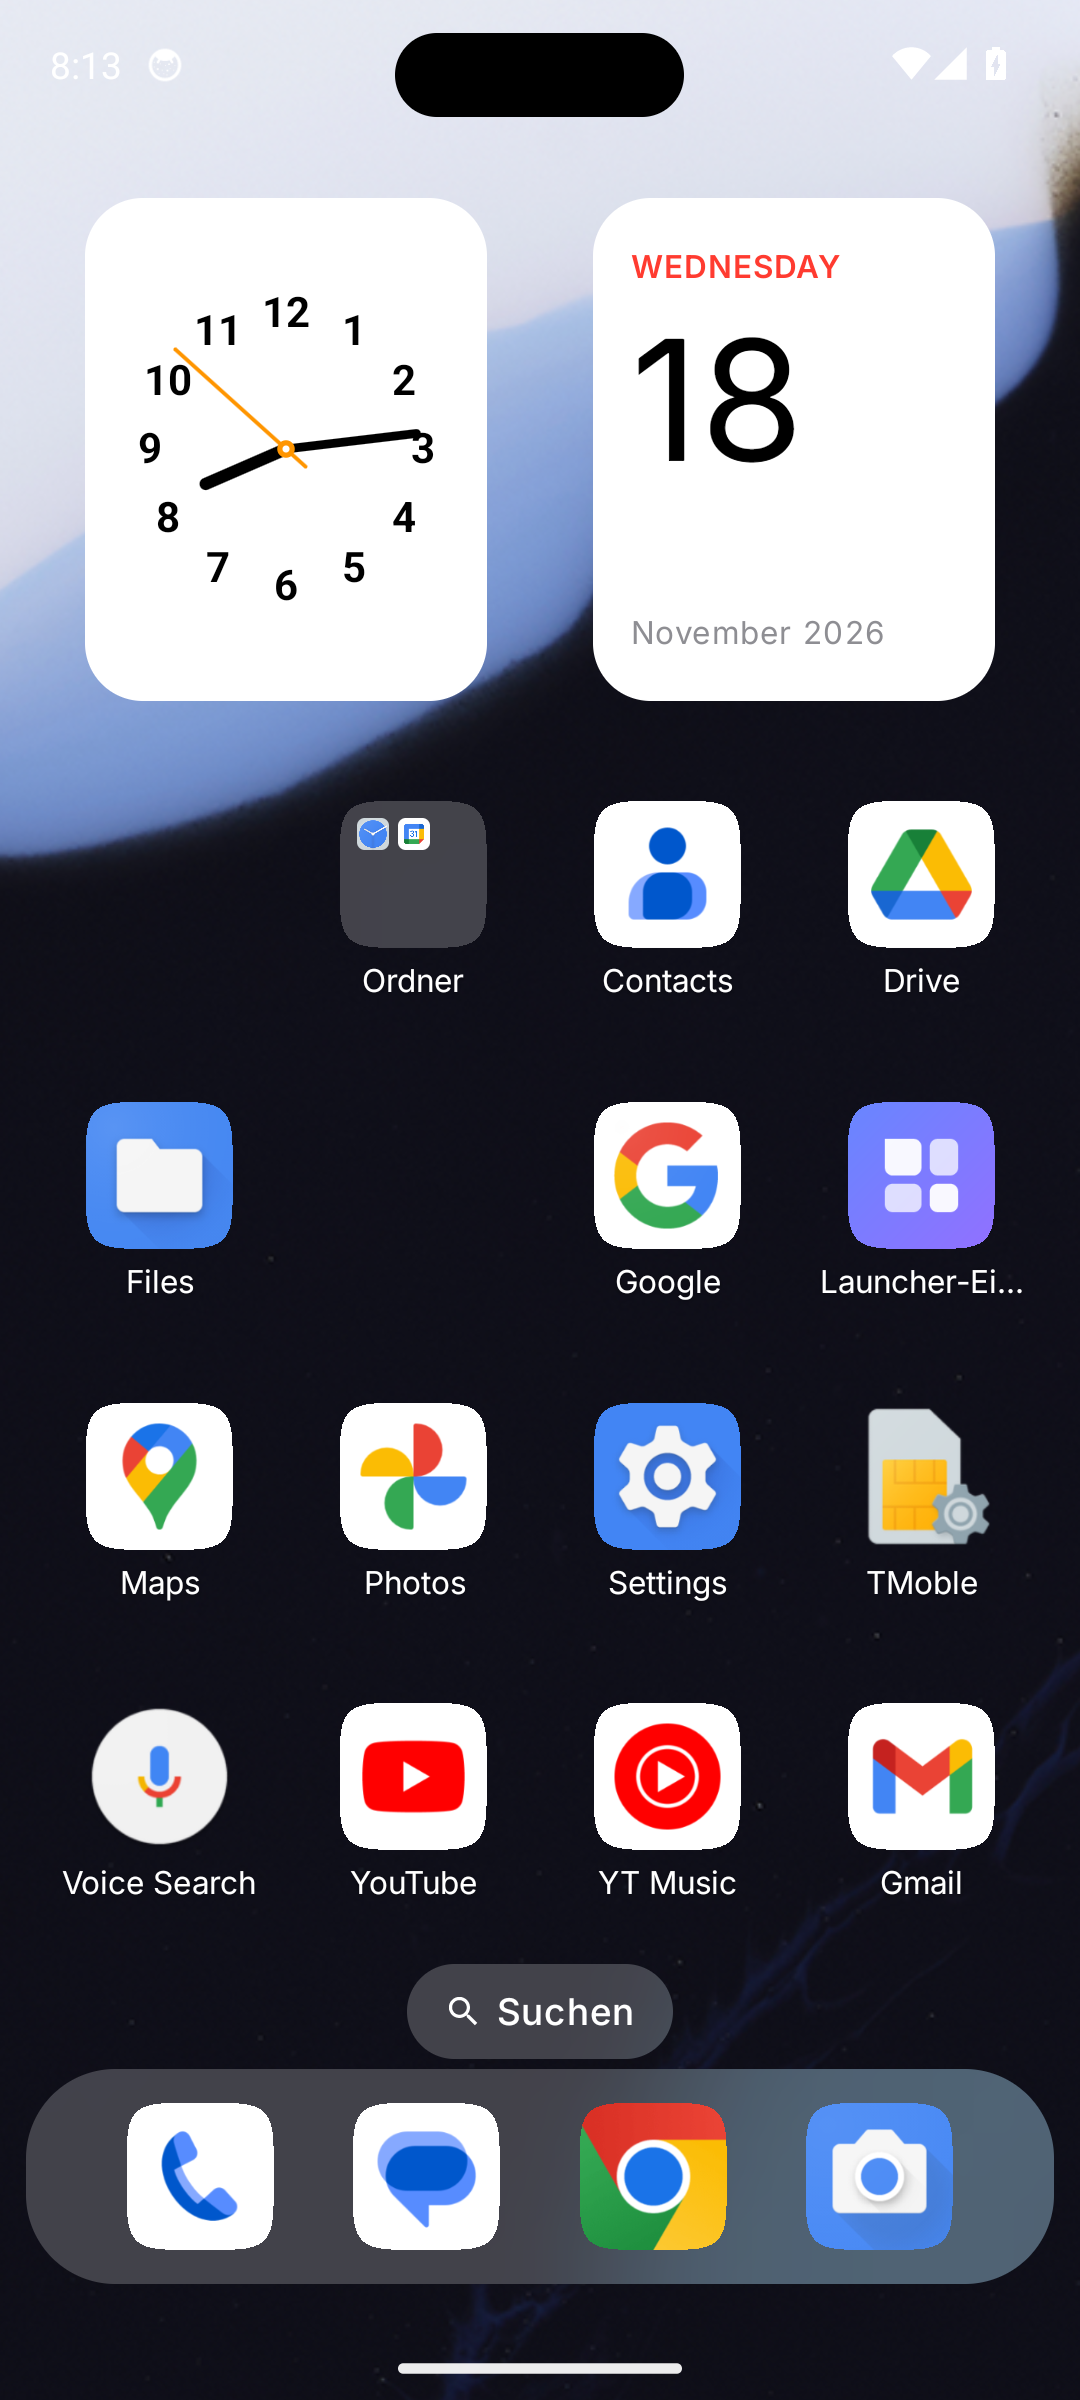 8:13
12
11
1
10
2
9
3
8
4
7
5
6
WEDNESDAY
18
November 2026
31
Ordner
Contacts
Drive
Files
Google
Launcher-Ei...
Maps
Photos
Settings
TMoble
Voice Search
YouTube
YT Music
Gmail
Suchen